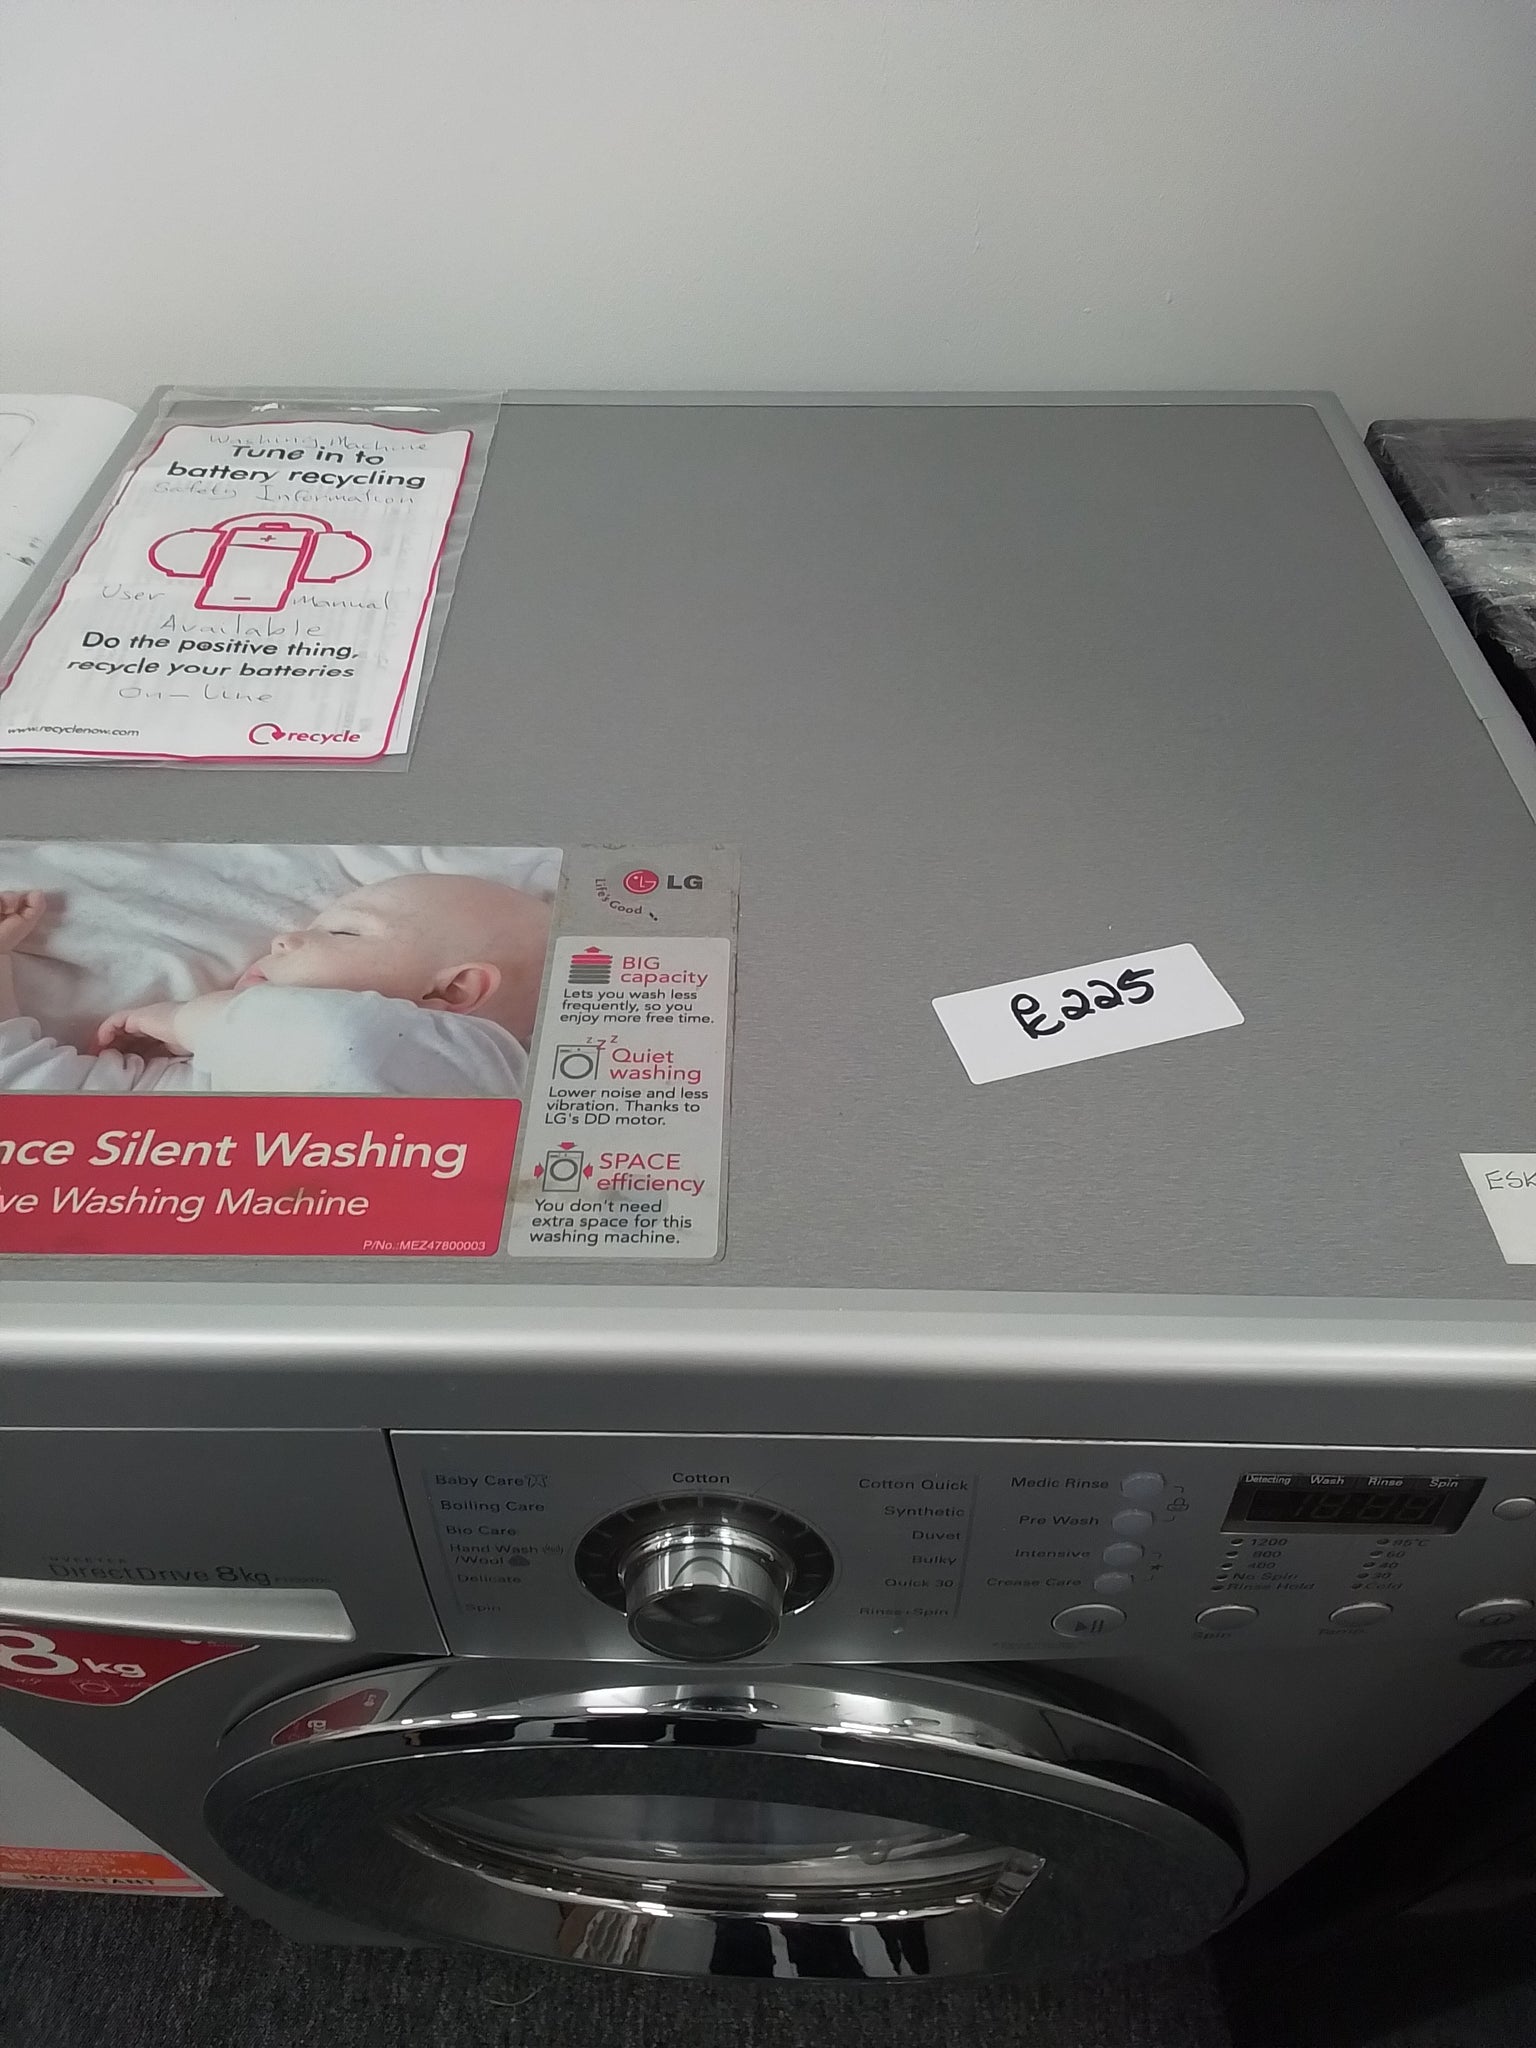 Washing Machine
Tune in to
battery recycling
Safety Information
User Manual
Available
Do the positive thing,
recycle your batteries
On-Line
www.recyclenow.com
recycle
LG
Life's Good
BIG
capacity
Lets you wash less
frequently, so you
enjoy more free time.
zzz
Quiet
washing
Lower noise and less
vibration. Thanks to
LG's DD motor.
SPACE
efficiency
You don't need
extra space for this
washing machine.
Silent Washing
Washing Machine
P/No.:MEZ47800003
£225
ESK
Baby Care
Boiling Care
Bio Care
Hand Wash
/Wool
Delicate
Spin
Cotton
Cotton Quick
Synthetic
Duvet
Bulky
Quick 30
Rinse+Spin
Medic Rinse
Pre Wash
Intensive
Crease Care
Detecting Wash Rinse Spin
1200
800
400
No Spin
Rinse Hold
95°C
60
40
30
Cold
Spin
Temp.
INVERTER
DirectDrive 8kg
8kg
IMPORTANT